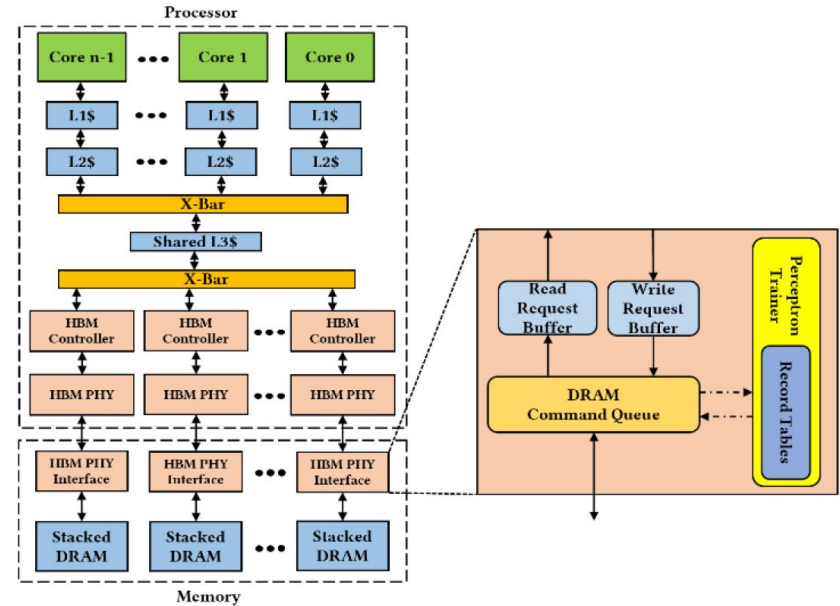 Processor
Core n-1
Core 1
Core 0
L1$
L1$
L1$
L2$
L2$
L2$
X-Bar
Shared L3$
X-Bar
HBM
Controller
HBM
Controller
HBM
Controller
HBM PHY
HBM PHY
HBM PHY
HBM PHY
Interface
HBM PHY
Interface
HBM PHY
Interface
Stacked
DRAM
Stacked
DRAM
Stacked
DRAM
Memory
Read
Request
Buffer
Write
Request
Buffer
DRAM
Command Queue
Perceptron
Trainer
Record Tables